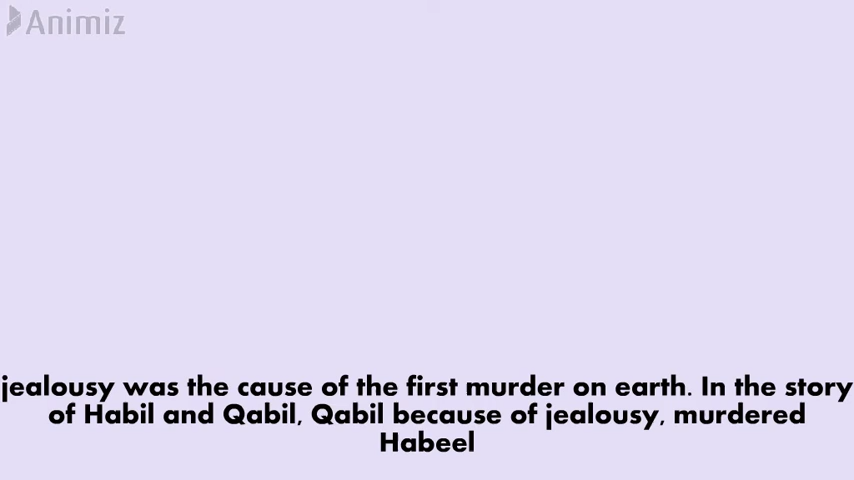 Animiz
jealousy was the cause of the first murder on earth. In the story
of Habil and Qabil, Qabil because of jealousy, murdered
Habeel